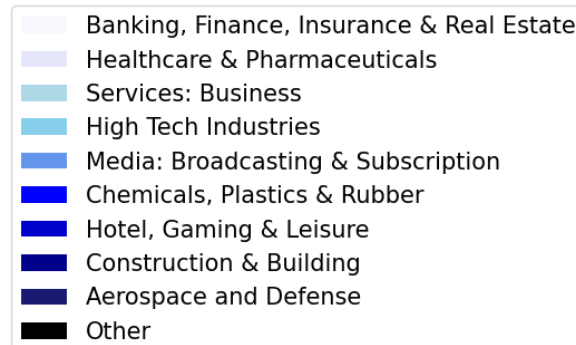 Banking, Finance, Insurance & Real Estate
Healthcare & Pharmaceuticals
Services: Business
High Tech Industries
Media: Broadcasting & Subscription
Chemicals, Plastics & Rubber
Hotel, Gaming & Leisure
Construction & Building
Aerospace and Defense
Other